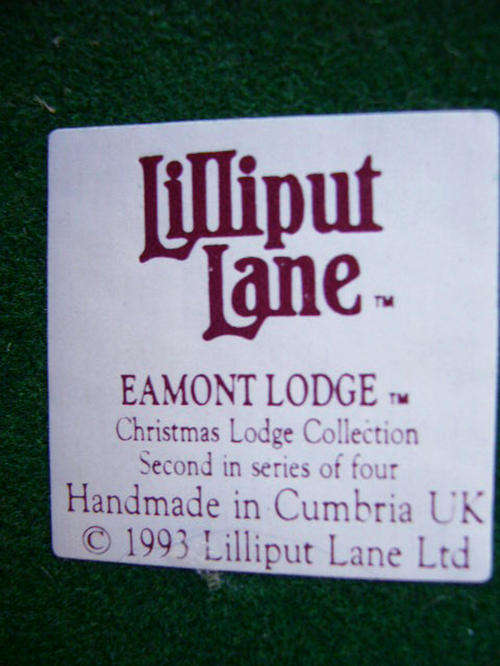 Lilliput
Lane ™
EAMONT LODGE ™
Christmas Lodge Collection
Second in series of four
Handmade in Cumbria UK
© 1993 Lilliput Lane Ltd